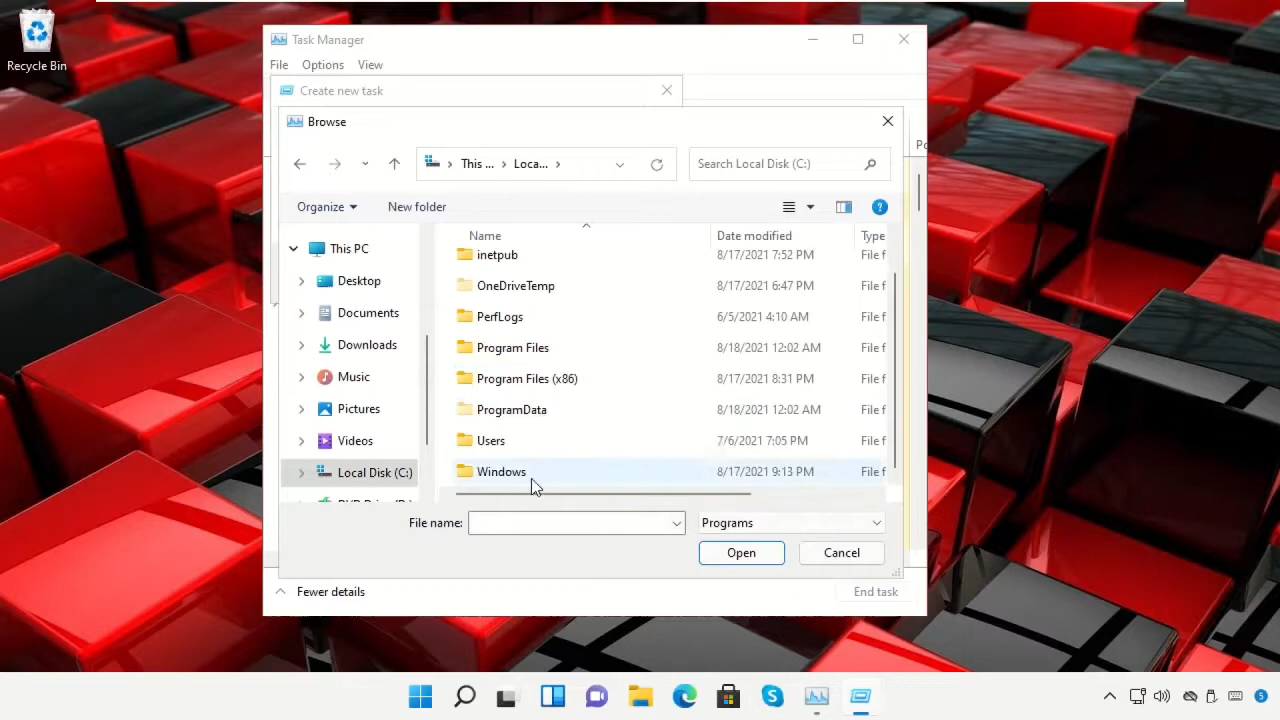 Recycle Bin
Task Manager
File Options View
Create new task
Browse
This ... Loca...
Search Local Disk (C:)
Organize New folder
Name Date modified Type
This PC
Desktop
Documents
Downloads
Music
Pictures
Videos
Local Disk (C:)
inetpub 8/17/2021 7:52 PM File f
OneDriveTemp 8/17/2021 6:47 PM File f
PerfLogs 6/5/2021 4:10 AM File f
Program Files 8/18/2021 12:02 AM File f
Program Files (x86) 8/17/2021 8:31 PM File f
ProgramData 8/18/2021 12:02 AM File f
Users 7/6/2021 7:05 PM File f
Windows 8/17/2021 9:13 PM File f
File name: Programs
Open Cancel
Fewer details End task
Po
5